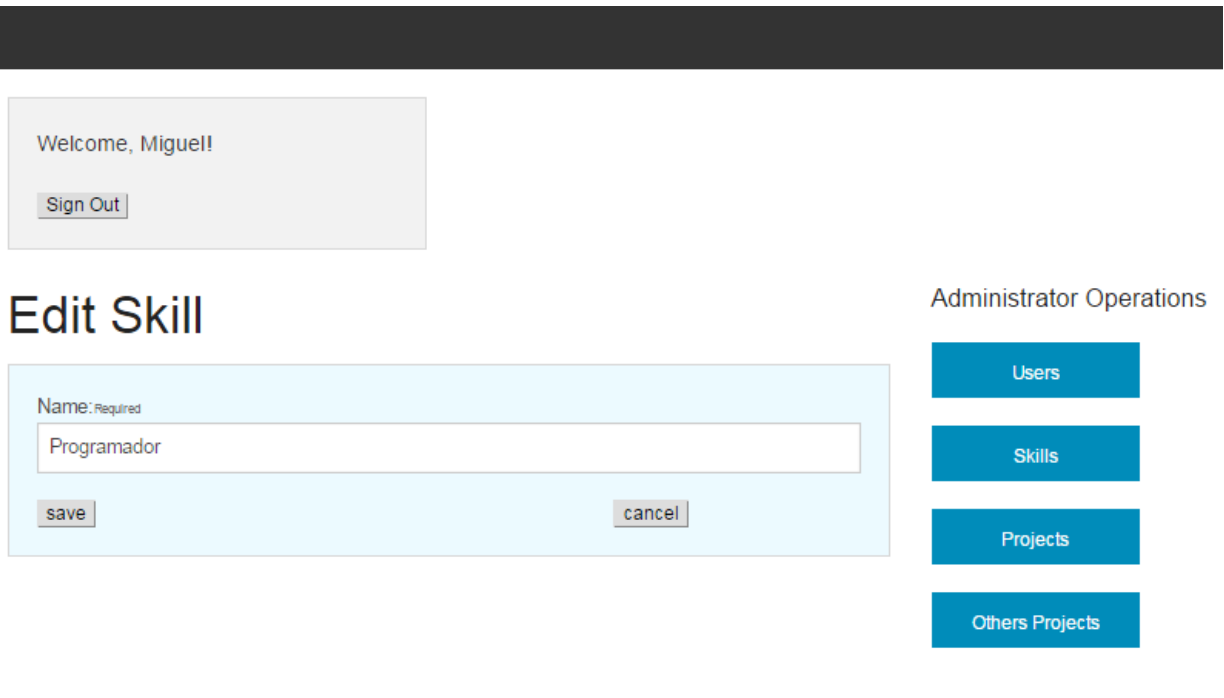 Welcome, Miguel!
Sign Out
Edit Skill
Name:Required
Programador
save cancel
Administrator Operations
Users
Skills
Projects
Others Projects